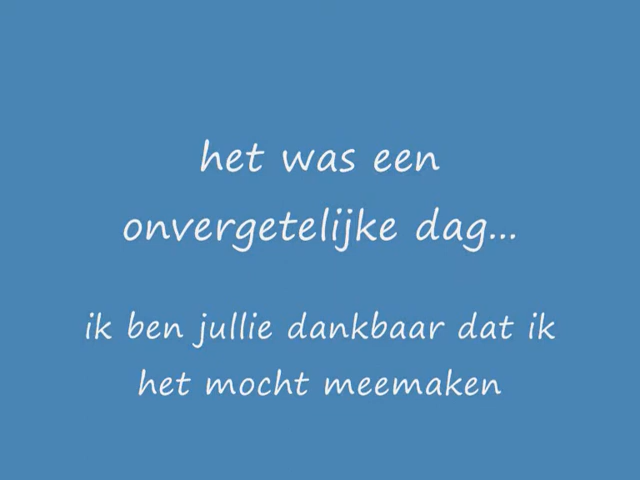 het was een
onvergetelijke dag...
ik ben jullie dankbaar dat ik
het mocht meemaken